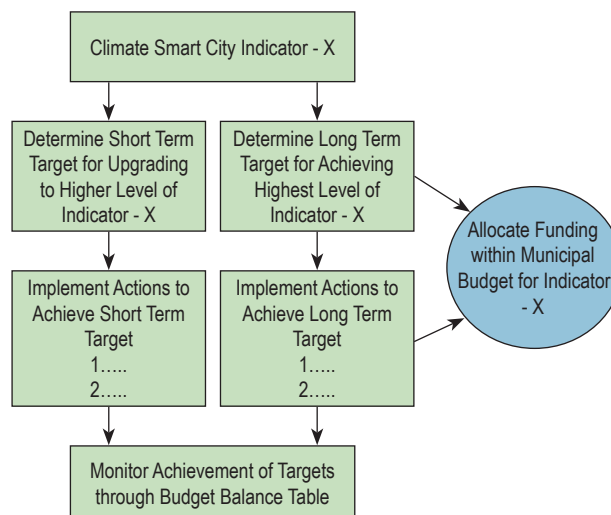 Climate Smart City Indicator - X
Determine Short Term
Target for Upgrading
to Higher Level of
Indicator - X
Determine Long Term
Target for Achieving
Highest Level of
Indicator - X
Allocate Funding
within Municipal
Budget for Indicator
- X
Implement Actions to
Achieve Short Term
Target
1…..
2…..
Implement Actions to
Achieve Long Term
Target
1…..
2…..
Monitor Achievement of Targets
through Budget Balance Table